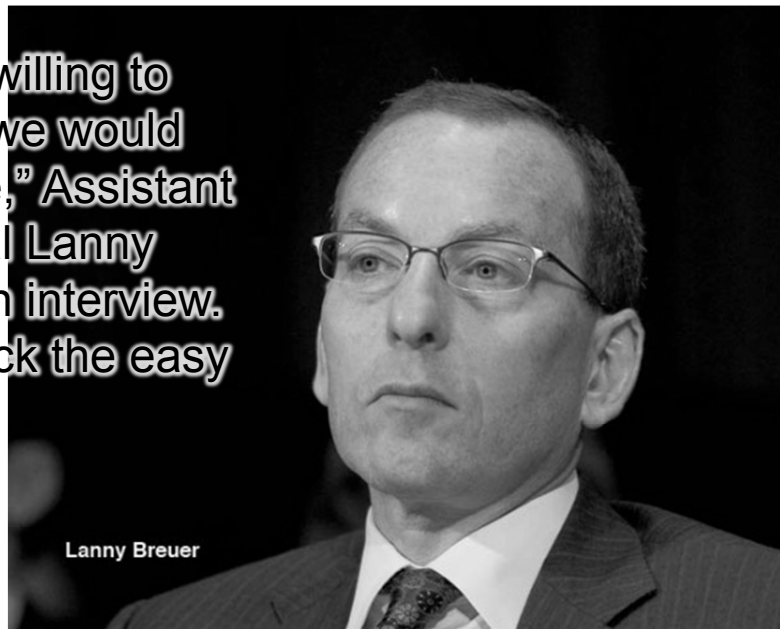 willing to
we would
,” Assistant
l Lanny
n interview.
ck the easy
Lanny Breuer